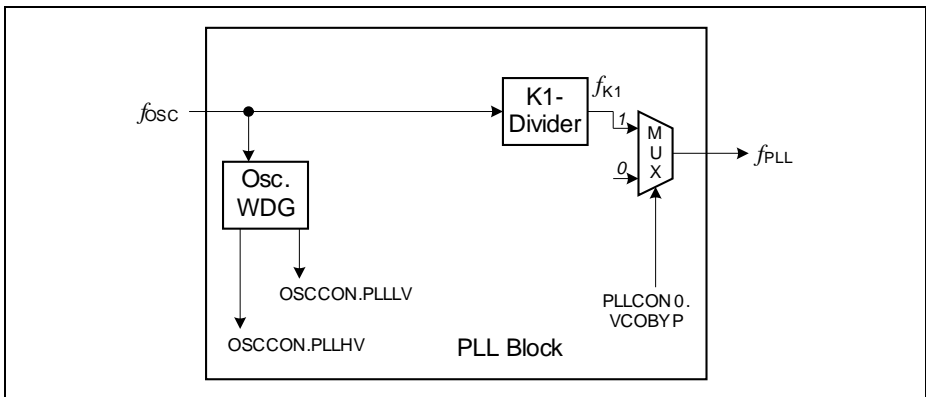 fOSC
K1-
Divider
fK1
1
0
M
U
X
fPLL
Osc.
WDG
OSCCON.PLLLV
OSCCON.PLLHV
PLLCON0.
VCOBYP
PLL Block